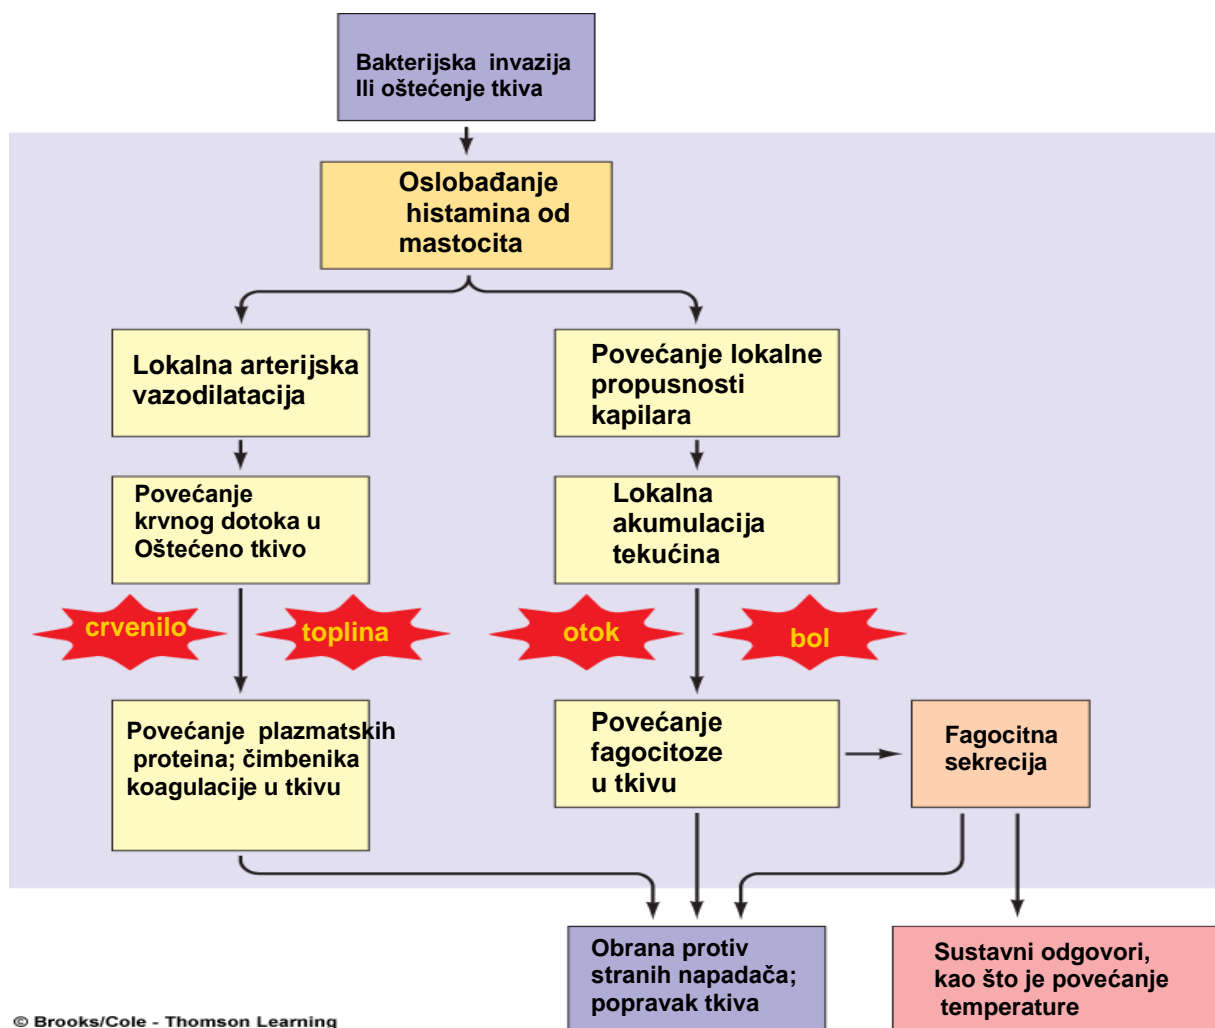 Bakterijska invazija
Ili oštećenje tkiva
Oslobađanje
histamina od
mastocita
Lokalna arterijska
vazodilatacija
Povećanje lokalne
propusnosti
kapilara
Povećanje
krvnog dotoka u
Oštećeno tkivo
Lokalna
akumulacija
tekućina
crvenilo
toplina
otok
bol
Povećanje plazmatskih
proteina; čimbenika
koagulacije u tkivu
Povećanje
fagocitoze
u tkivu
Fagocitna
sekrecija
Obrana protiv
stranih napadača;
popravak tkiva
Sustavni odgovori,
kao što je povećanje
temperature
© Brooks/Cole - Thomson Learning